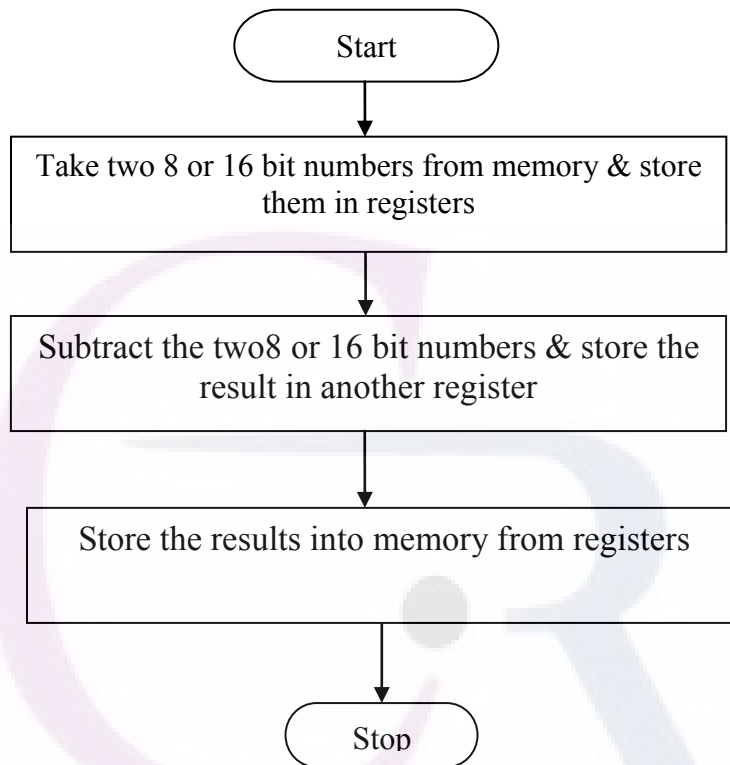 Start
Take two 8 or 16 bit numbers from memory & store
them in registers
Subtract the two8 or 16 bit numbers & store the
result in another register
Store the results into memory from registers
Stop